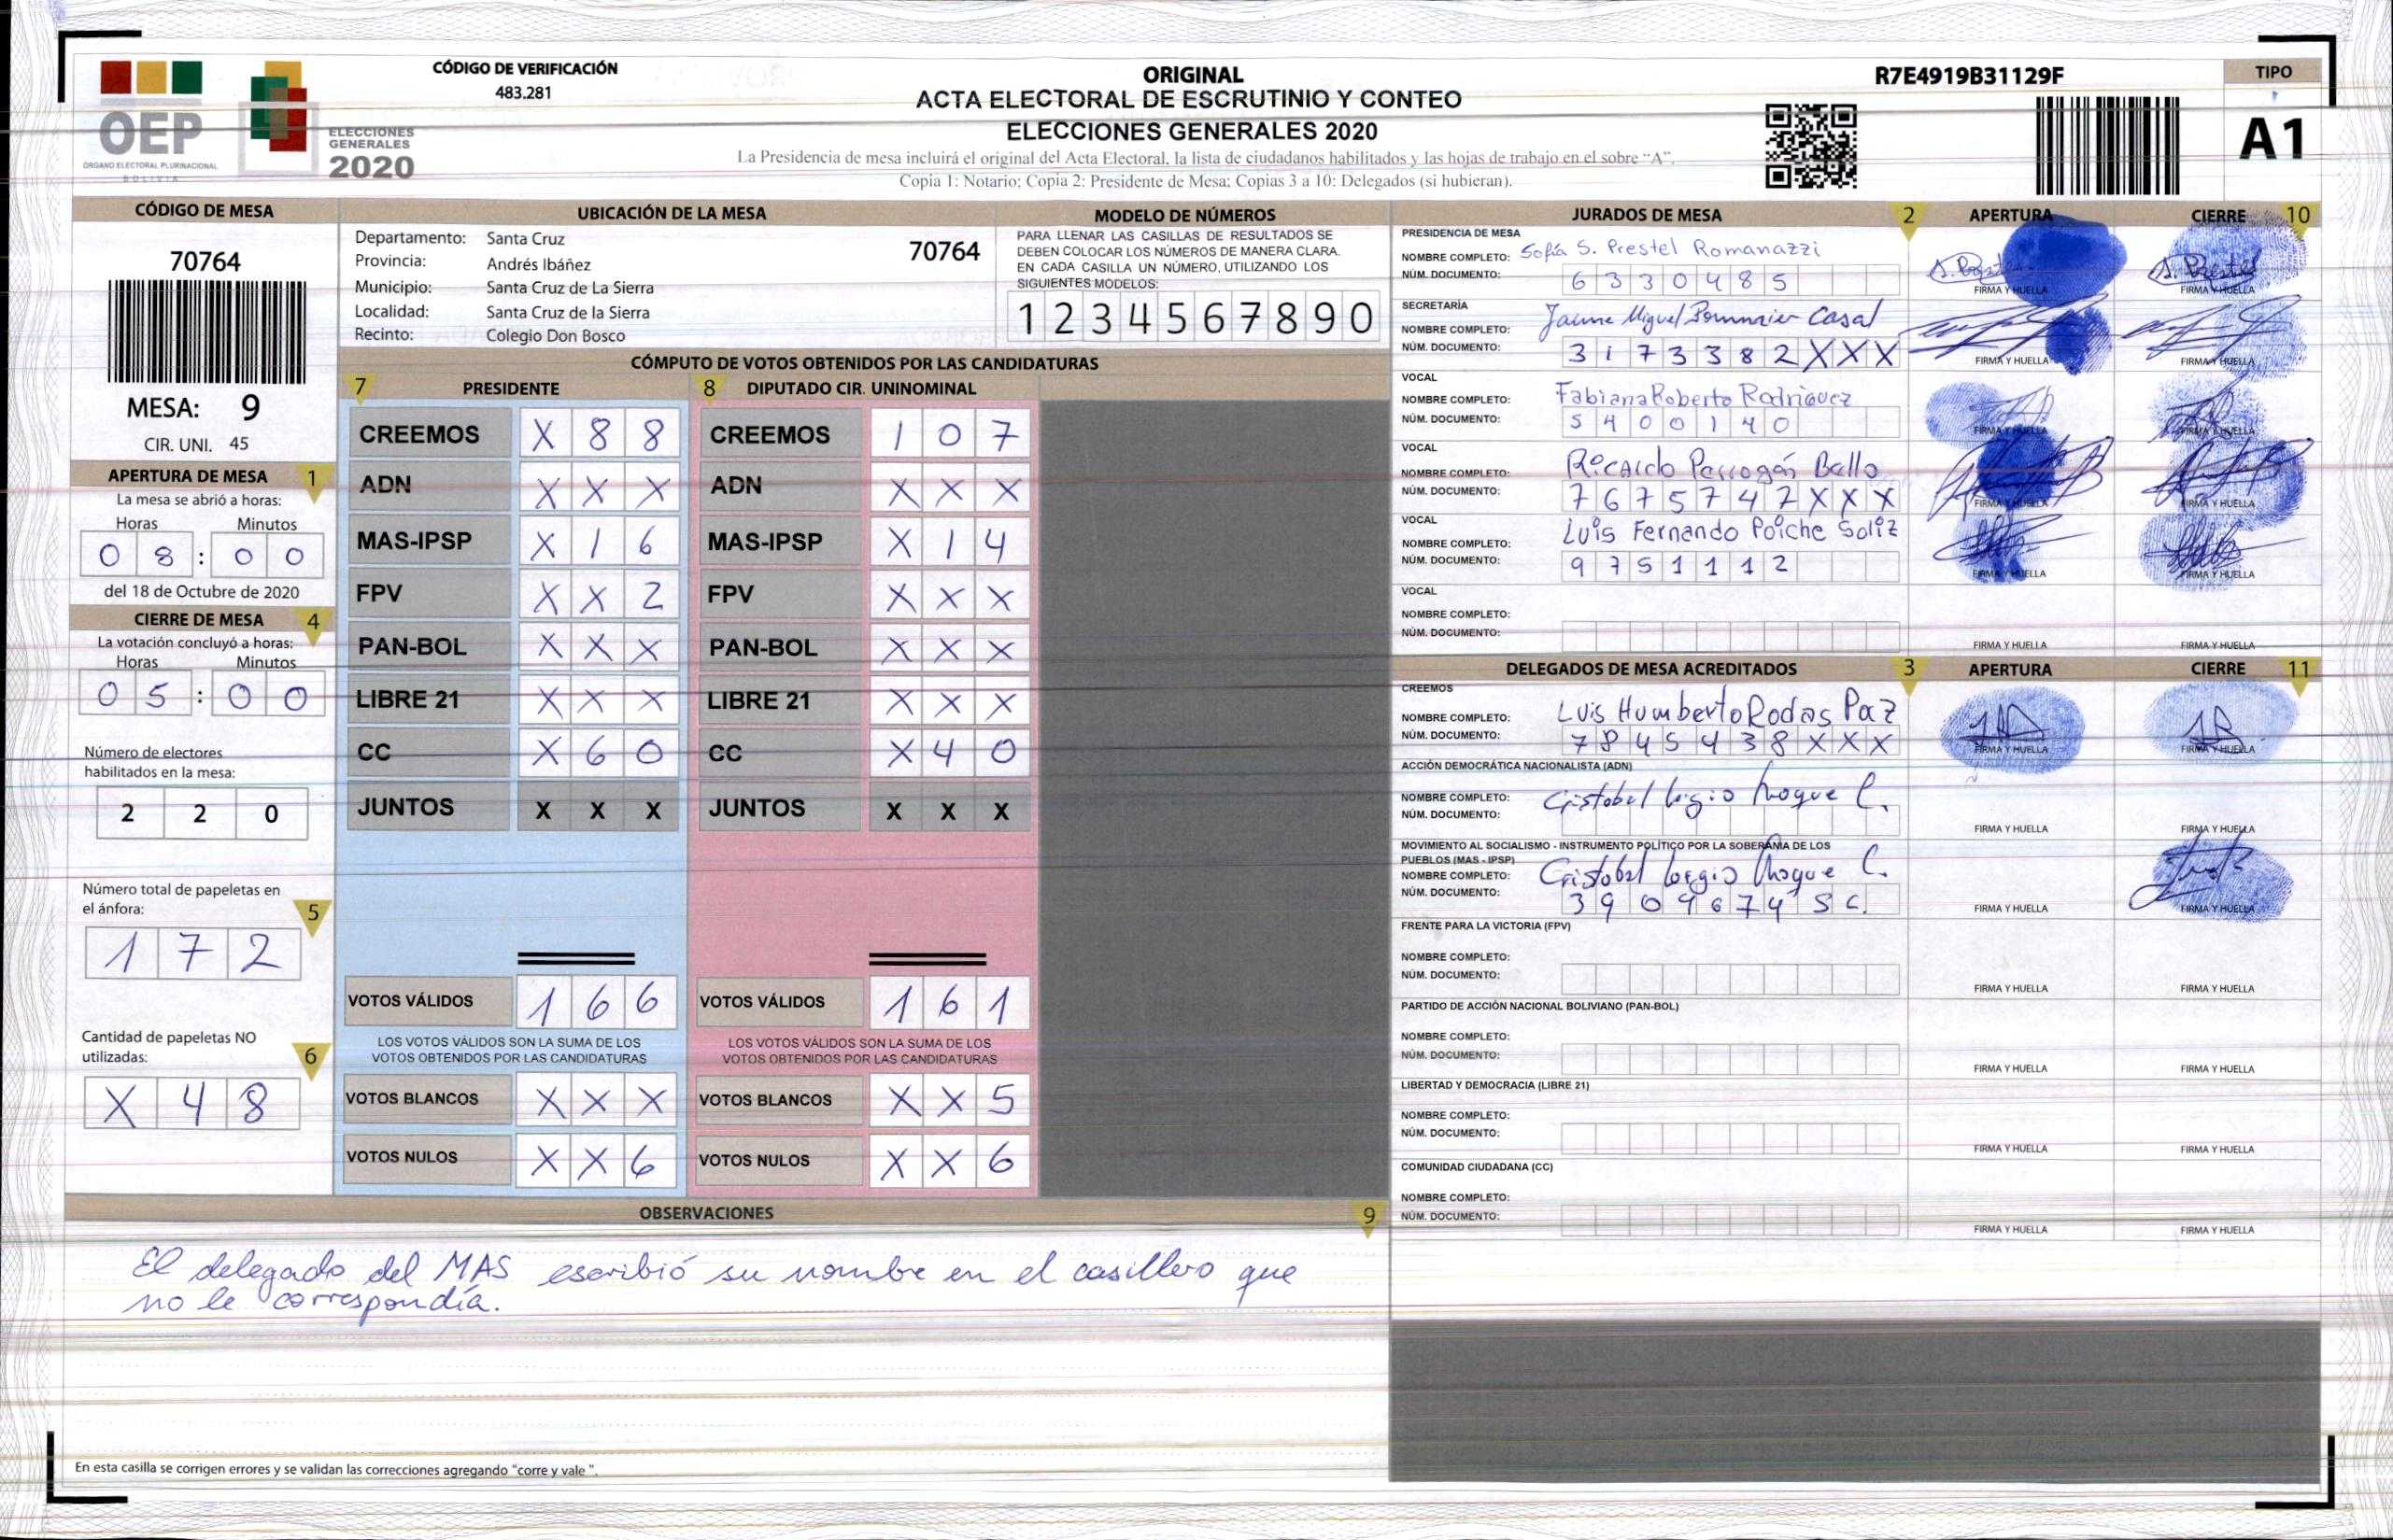 CÓDIGO DE VERIFICACIÓN
483.281
OEP
ÓRGANO ELECTORAL PLURINACIONAL
BOLIVIA
ELECCIONES
GENERALES
2020
ORIGINAL
ACTA ELECTORAL DE ESCRUTINIO Y CONTEO
ELECCIONES GENERALES 2020
La Presidencia de mesa incluirá el original del Acta Electoral, la lista de ciudadanos habilitados y las hojas de trabajo en el sobre "A".
Copia 1: Notario; Copia 2: Presidente de Mesa; Copias 3 a 10: Delegados (si hubieran).
R7E4919B31129F
TIPO
A1
CÓDIGO DE MESA
70764
MESA: 9
CIR. UNI. 45
APERTURA DE MESA 1
La mesa se abrió a horas:
Horas Minutos
0 8 : 0 0
del 18 de Octubre de 2020
CIERRE DE MESA 4
La votación concluyó a horas:
Horas Minutos
0 5 : 0 0
Número de electores
habilitados en la mesa:
2 2 0
Número total de papeletas en
el ánfora: 5
1 7 2
Cantidad de papeletas NO
utilizadas: 6
X 4 8
UBICACIÓN DE LA MESA
Departamento: Santa Cruz
70764
Provincia: Andrés Ibáñez
Municipio: Santa Cruz de La Sierra
Localidad: Santa Cruz de la Sierra
Recinto: Colegio Don Bosco
MODELO DE NÚMEROS
PARA LLENAR LAS CASILLAS DE RESULTADOS SE
DEBEN COLOCAR LOS NÚMEROS DE MANERA CLARA.
EN CADA CASILLA UN NÚMERO, UTILIZANDO LOS
SIGUIENTES MODELOS:
1 2 3 4 5 6 7 8 9 0
CÓMPUTO DE VOTOS OBTENIDOS POR LAS CANDIDATURAS
7 PRESIDENTE 8 DIPUTADO CIR. UNINOMINAL
CREEMOS X 8 8 CREEMOS 1 0 7
ADN X X X ADN X X X
MAS-IPSP X 1 6 MAS-IPSP X 1 4
FPV X X 2 FPV X X X
PAN-BOL X X X PAN-BOL X X X
LIBRE 21 X X X LIBRE 21 X X X
CC X 6 0 CC X 4 0
JUNTOS X X X JUNTOS X X X
VOTOS VÁLIDOS 1 6 6 VOTOS VÁLIDOS 1 6 1
LOS VOTOS VÁLIDOS SON LA SUMA DE LOS LOS VOTOS VÁLIDOS SON LA SUMA DE LOS
VOTOS OBTENIDOS POR LAS CANDIDATURAS VOTOS OBTENIDOS POR LAS CANDIDATURAS
VOTOS BLANCOS X X X VOTOS BLANCOS X X 5
VOTOS NULOS X X 6 VOTOS NULOS X X 6
OBSERVACIONES 9
El delegado del MAS escribió su nombre en el casillero que
no le correspondía.
En esta casilla se corrigen errores y se validan las correcciones agregando "corre y vale".
JURADOS DE MESA 2 APERTURA CIERRE 10
PRESIDENCIA DE MESA
NOMBRE COMPLETO: Sofía S. Prestel Romanazzi
NÚM. DOCUMENTO: 6 3 3 0 4 8 5
FIRMA Y HUELLA FIRMA Y HUELLA
SECRETARÍA
NOMBRE COMPLETO: Jaime Miguel Casal
NÚM. DOCUMENTO: 3 1 7 3 3 8 2 X X X
FIRMA Y HUELLA FIRMA Y HUELLA
VOCAL
NOMBRE COMPLETO: Fabiana Roberto Rodriguez
NÚM. DOCUMENTO: 5 4 0 0 1 4 0
FIRMA Y HUELLA FIRMA Y HUELLA
VOCAL
NOMBRE COMPLETO: Ricardo Parrogán Ballo
NÚM. DOCUMENTO: 7 6 7 5 7 4 7 X X X
FIRMA Y HUELLA FIRMA Y HUELLA
VOCAL
NOMBRE COMPLETO: Luis Fernando Poiche Soliz
NÚM. DOCUMENTO: 9 7 5 1 1 1 2
FIRMA Y HUELLA FIRMA Y HUELLA
VOCAL
NOMBRE COMPLETO:
NÚM. DOCUMENTO:
FIRMA Y HUELLA FIRMA Y HUELLA
DELEGADOS DE MESA ACREDITADOS 3 APERTURA CIERRE 11
CREEMOS
NOMBRE COMPLETO: Luis Humberto Rodas Paz
NÚM. DOCUMENTO: 7 8 4 5 4 3 8 X X X
FIRMA Y HUELLA FIRMA Y HUELLA
ACCIÓN DEMOCRÁTICA NACIONALISTA (ADN)
NOMBRE COMPLETO: Cristobal Choque C.
NÚM. DOCUMENTO:
FIRMA Y HUELLA FIRMA Y HUELLA
MOVIMIENTO AL SOCIALISMO - INSTRUMENTO POLÍTICO POR LA SOBERANÍA DE LOS
PUEBLOS (MAS - IPSP)
NOMBRE COMPLETO: Cristobal Choque C.
NÚM. DOCUMENTO: 3 9 0 9 6 7 4 S C.
FIRMA Y HUELLA FIRMA Y HUELLA
FRENTE PARA LA VICTORIA (FPV)
NOMBRE COMPLETO:
NÚM. DOCUMENTO:
FIRMA Y HUELLA FIRMA Y HUELLA
PARTIDO DE ACCIÓN NACIONAL BOLIVIANO (PAN-BOL)
NOMBRE COMPLETO:
NÚM. DOCUMENTO:
FIRMA Y HUELLA FIRMA Y HUELLA
LIBERTAD Y DEMOCRACIA (LIBRE 21)
NOMBRE COMPLETO:
NÚM. DOCUMENTO:
FIRMA Y HUELLA FIRMA Y HUELLA
COMUNIDAD CIUDADANA (CC)
NOMBRE COMPLETO:
NÚM. DOCUMENTO:
FIRMA Y HUELLA FIRMA Y HUELLA